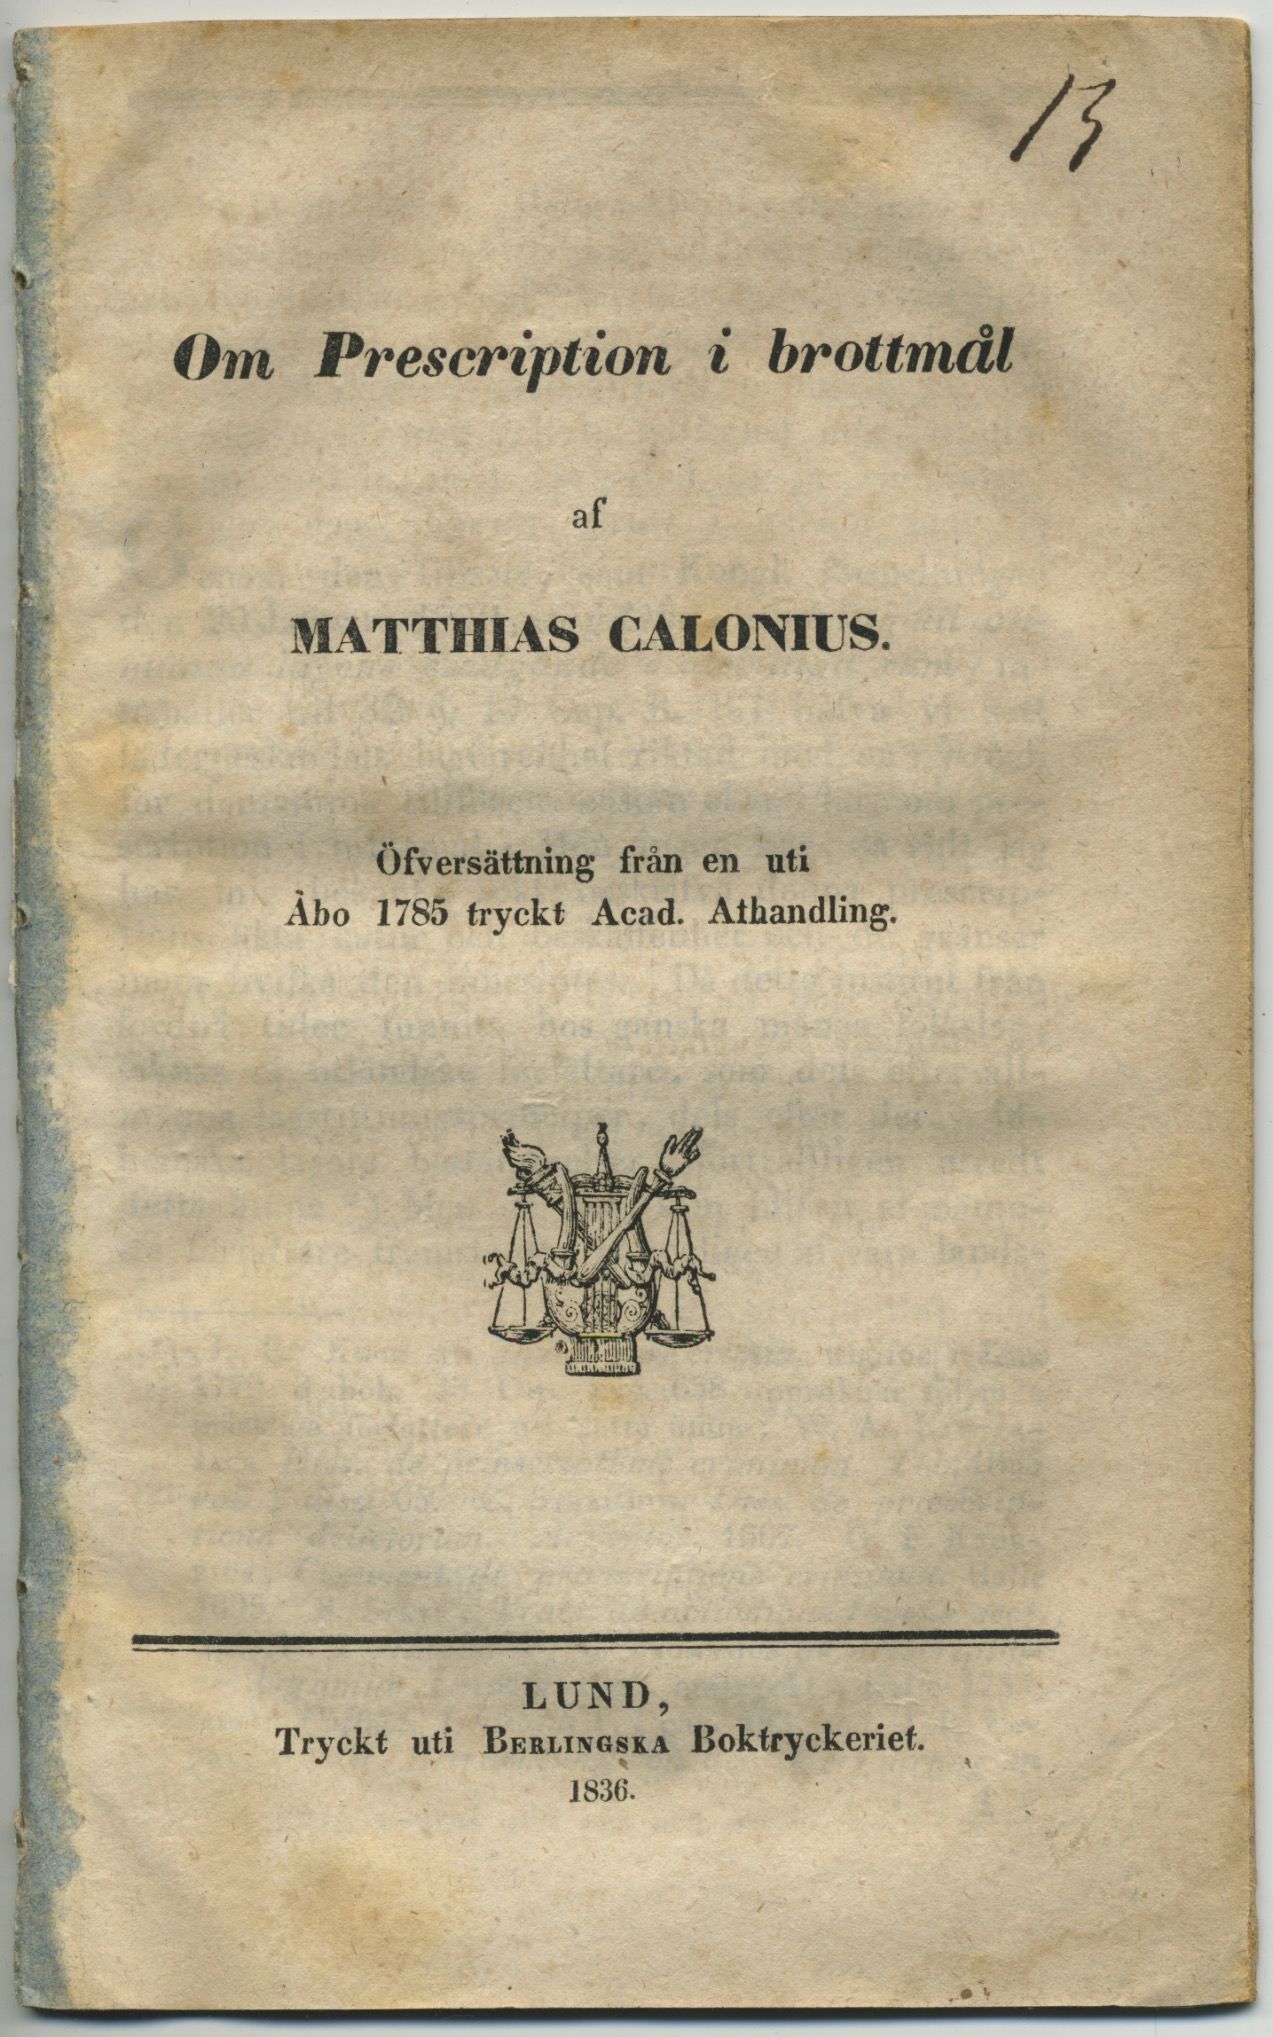 13
Om Prescription i brottmål
af
MATTHIAS CALONIUS.
Öfversättning från en uti
Åbo 1785 tryckt Acad. Afhandling.
LUND,
Tryckt uti BERLINGSKA Boktryckeriet.
1836.